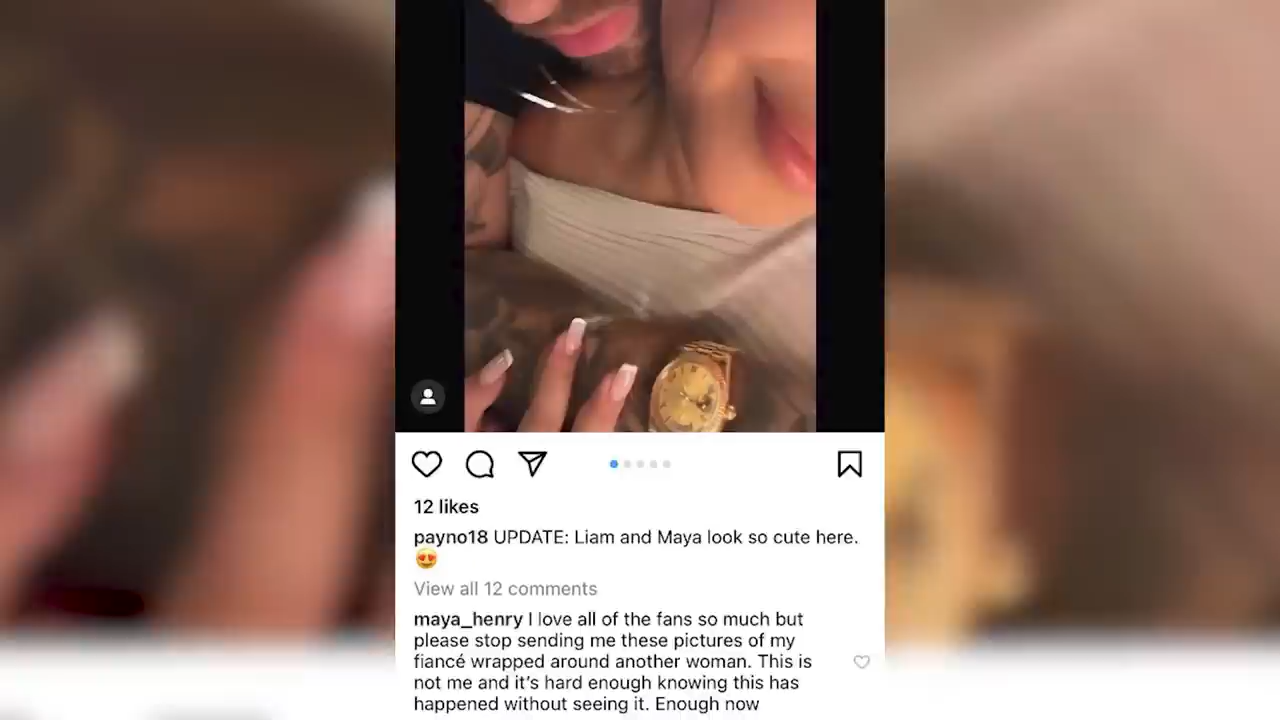 12 likes
payno18 UPDATE: Liam and Maya look so cute here.
😍
View all 12 comments
maya_henry I love all of the fans so much but
please stop sending me these pictures of my
fiancé wrapped around another woman. This is
not me and it's hard enough knowing this has
happened without seeing it. Enough now